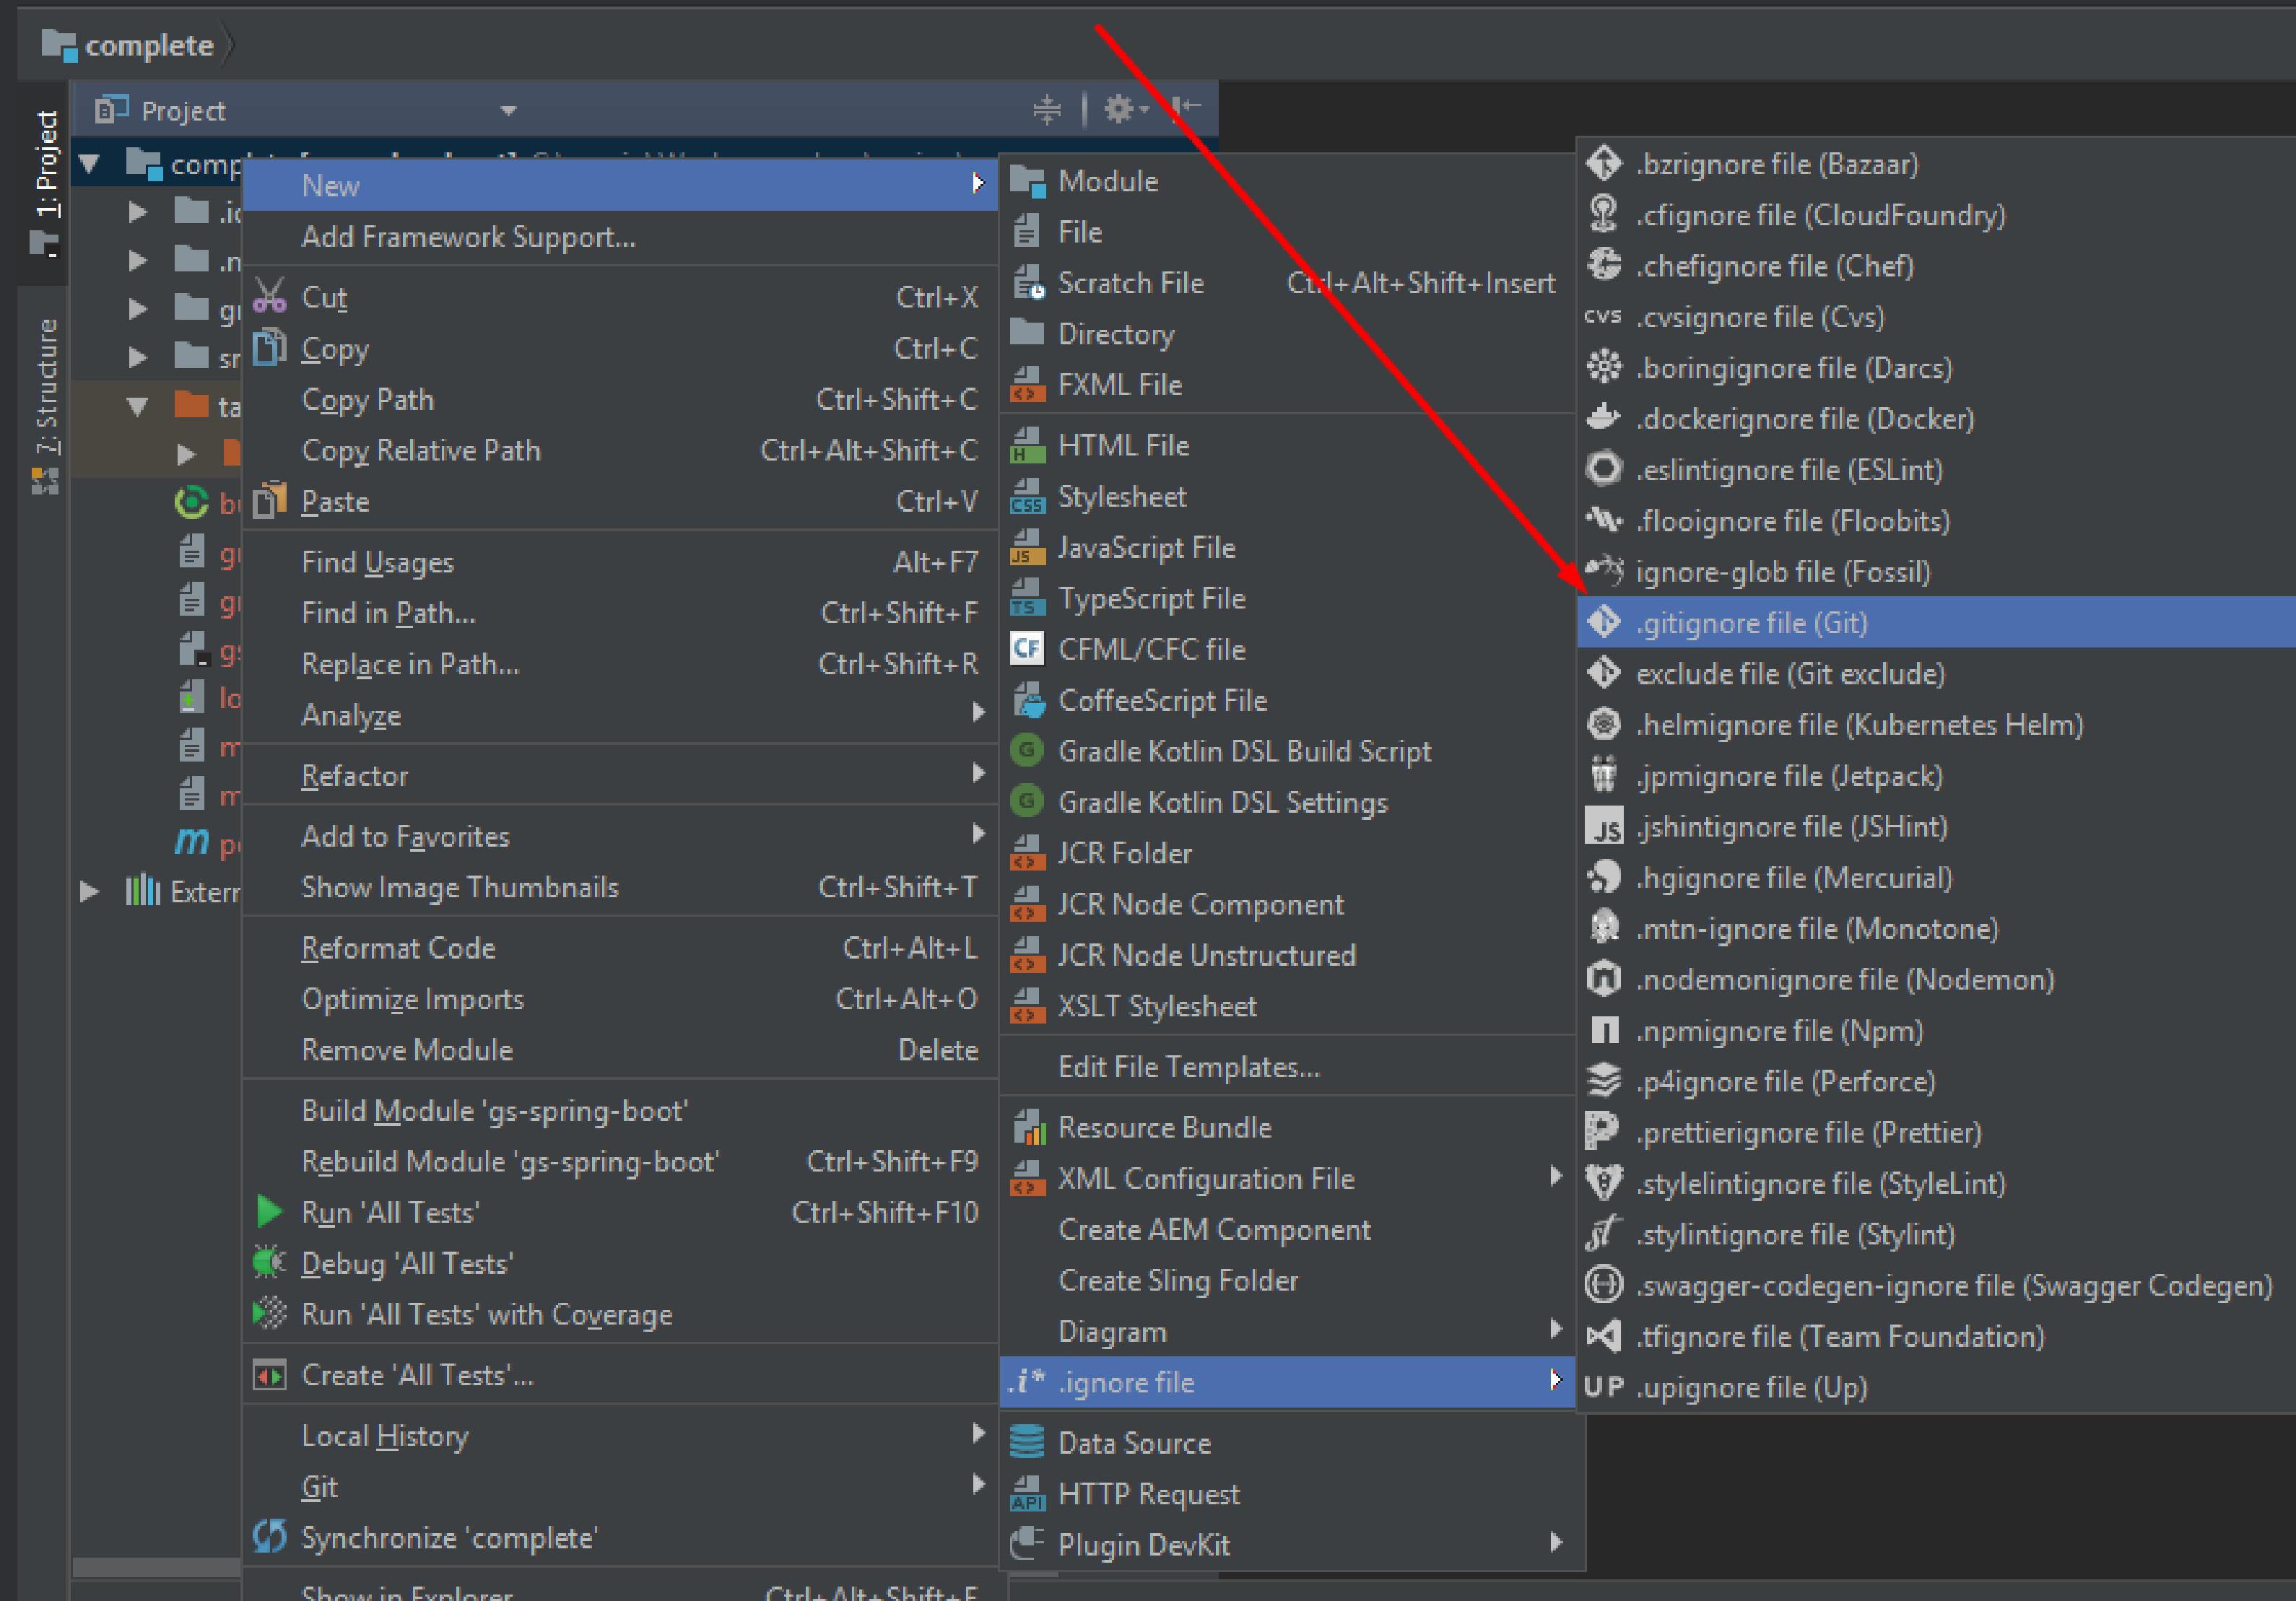 complete
1: Project
7: Structure
Project
New
Add Framework Support...
Cut Ctrl+X
Copy Ctrl+C
Copy Path Ctrl+Shift+C
Copy Relative Path Ctrl+Alt+Shift+C
Paste Ctrl+V
Find Usages Alt+F7
Find in Path... Ctrl+Shift+F
Replace in Path... Ctrl+Shift+R
Analyze
Refactor
Add to Favorites
Show Image Thumbnails Ctrl+Shift+T
Reformat Code Ctrl+Alt+L
Optimize Imports Ctrl+Alt+O
Remove Module Delete
Build Module 'gs-spring-boot'
Rebuild Module 'gs-spring-boot' Ctrl+Shift+F9
Run 'All Tests' Ctrl+Shift+F10
Debug 'All Tests'
Run 'All Tests' with Coverage
Create 'All Tests'...
Local History
Git
Synchronize 'complete'
Show in Explorer
Module
File
Scratch File Ctrl+Alt+Shift+Insert
Directory
FXML File
HTML File
Stylesheet
JavaScript File
TypeScript File
CFML/CFC file
CoffeeScript File
Gradle Kotlin DSL Build Script
Gradle Kotlin DSL Settings
JCR Folder
JCR Node Component
JCR Node Unstructured
XSLT Stylesheet
Edit File Templates...
Resource Bundle
XML Configuration File
Create AEM Component
Create Sling Folder
Diagram
.i* .ignore file
Data Source
HTTP Request
Plugin DevKit
.bzrignore file (Bazaar)
.cfignore file (CloudFoundry)
.chefignore file (Chef)
CVS .cvsignore file (Cvs)
.boringignore file (Darcs)
.dockerignore file (Docker)
.eslintignore file (ESLint)
.flooignore file (Floobits)
ignore-glob file (Fossil)
.gitignore file (Git)
exclude file (Git exclude)
.helmignore file (Kubernetes Helm)
.jpmignore file (Jetpack)
JS .jshintignore file (JSHint)
.hgignore file (Mercurial)
.mtn-ignore file (Monotone)
.nodemonignore file (Nodemon)
.npmignore file (Npm)
.p4ignore file (Perforce)
.prettierignore file (Prettier)
.stylelintignore file (StyleLint)
.stylintignore file (Stylint)
.swagger-codegen-ignore file (Swagger Codegen)
.tfignore file (Team Foundation)
UP .upignore file (Up)